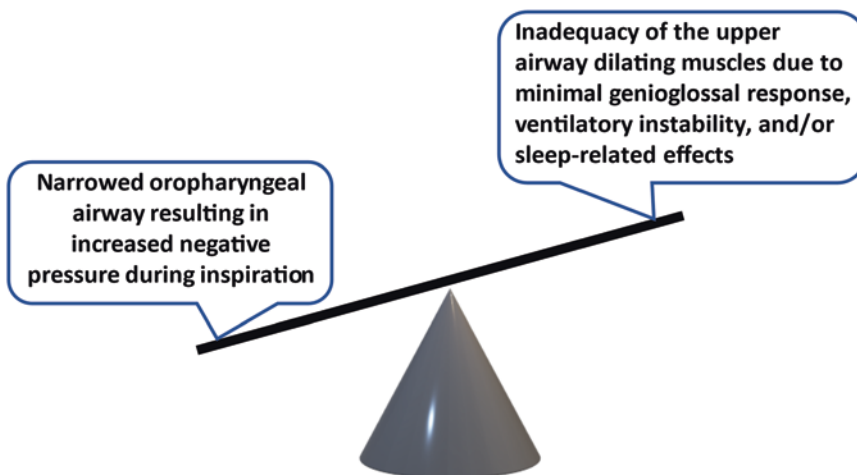 Inadequacy of the upper
airway dilating muscles due to
minimal genioglossal response,
ventilatory instability, and/or
sleep-related effects
Narrowed oropharyngeal
airway resulting in
increased negative
pressure during inspiration